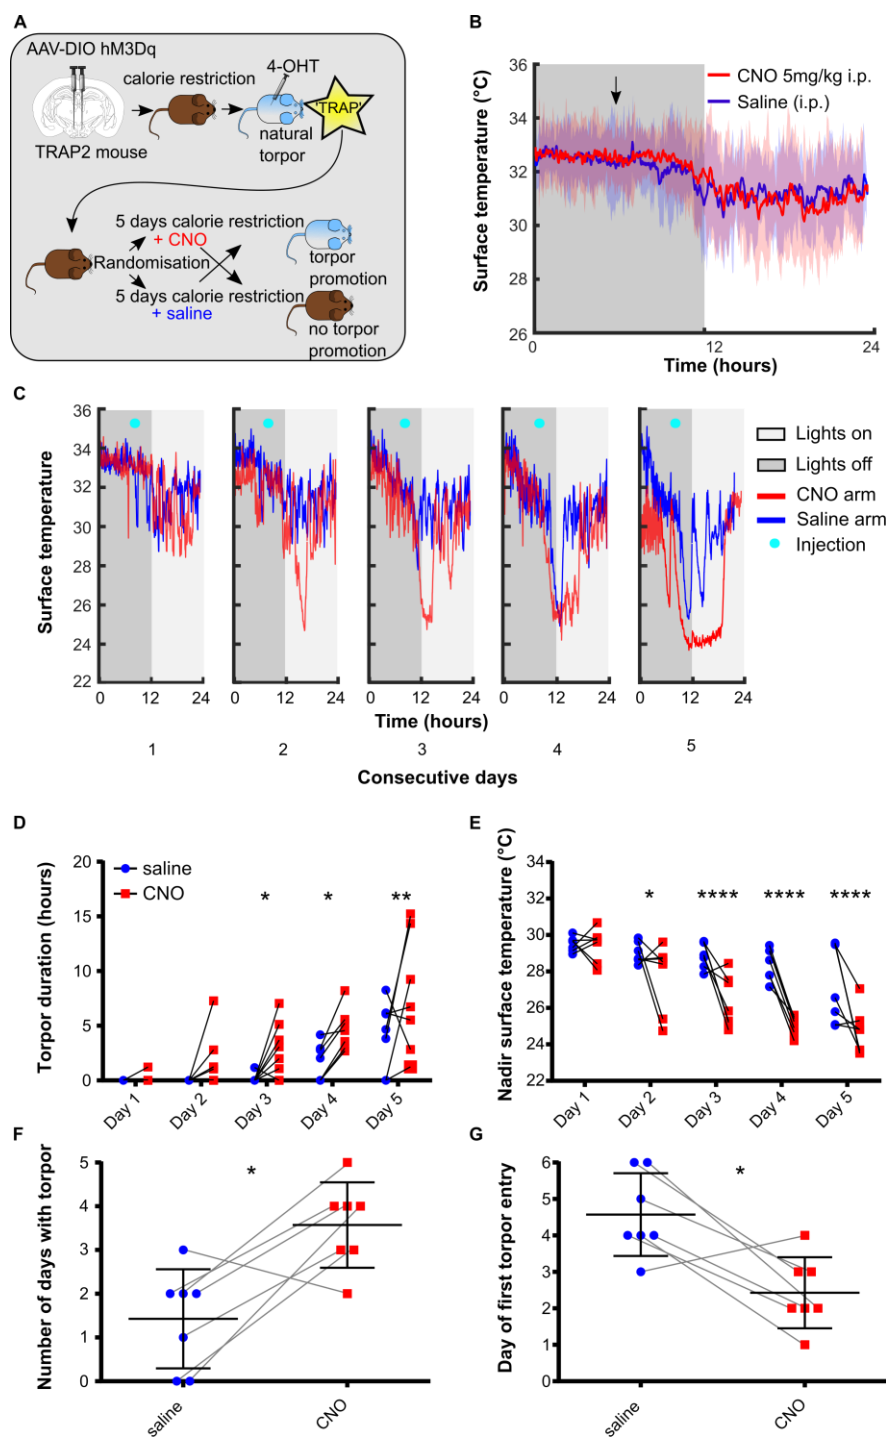 A
AAV-DIO hM3Dq
calorie restriction
4-OHT
'TRAP'
TRAP2 mouse
natural
torpor
5 days calorie restriction
+ CNO
Randomisation
5 days calorie restriction
+ saline
torpor
promotion
no torpor
promotion
B
Surface temperature (°C)
36
34
32
30
28
26
CNO 5mg/kg i.p.
Saline (i.p.)
0
12
24
Time (hours)
C
Surface temperature
36
34
32
30
28
26
24
22
0 12 24
0 12 24
0 12 24
0 12 24
0 12 24
Time (hours)
1 2 3 4 5
Consecutive days
Lights on
Lights off
CNO arm
Saline arm
Injection
D
Torpor duration (hours)
20
15
10
5
0
saline
CNO
* * **
Day 1 Day 2 Day 3 Day 4 Day 5
E
Nadir surface temperature (°C)
34
32
30
28
26
24
22
* **** **** ****
Day 1 Day 2 Day 3 Day 4 Day 5
F
Number of days with torpor
5
4
3
2
1
0
*
saline CNO
G
Day of first torpor entry
6
5
4
3
2
1
0
*
saline CNO